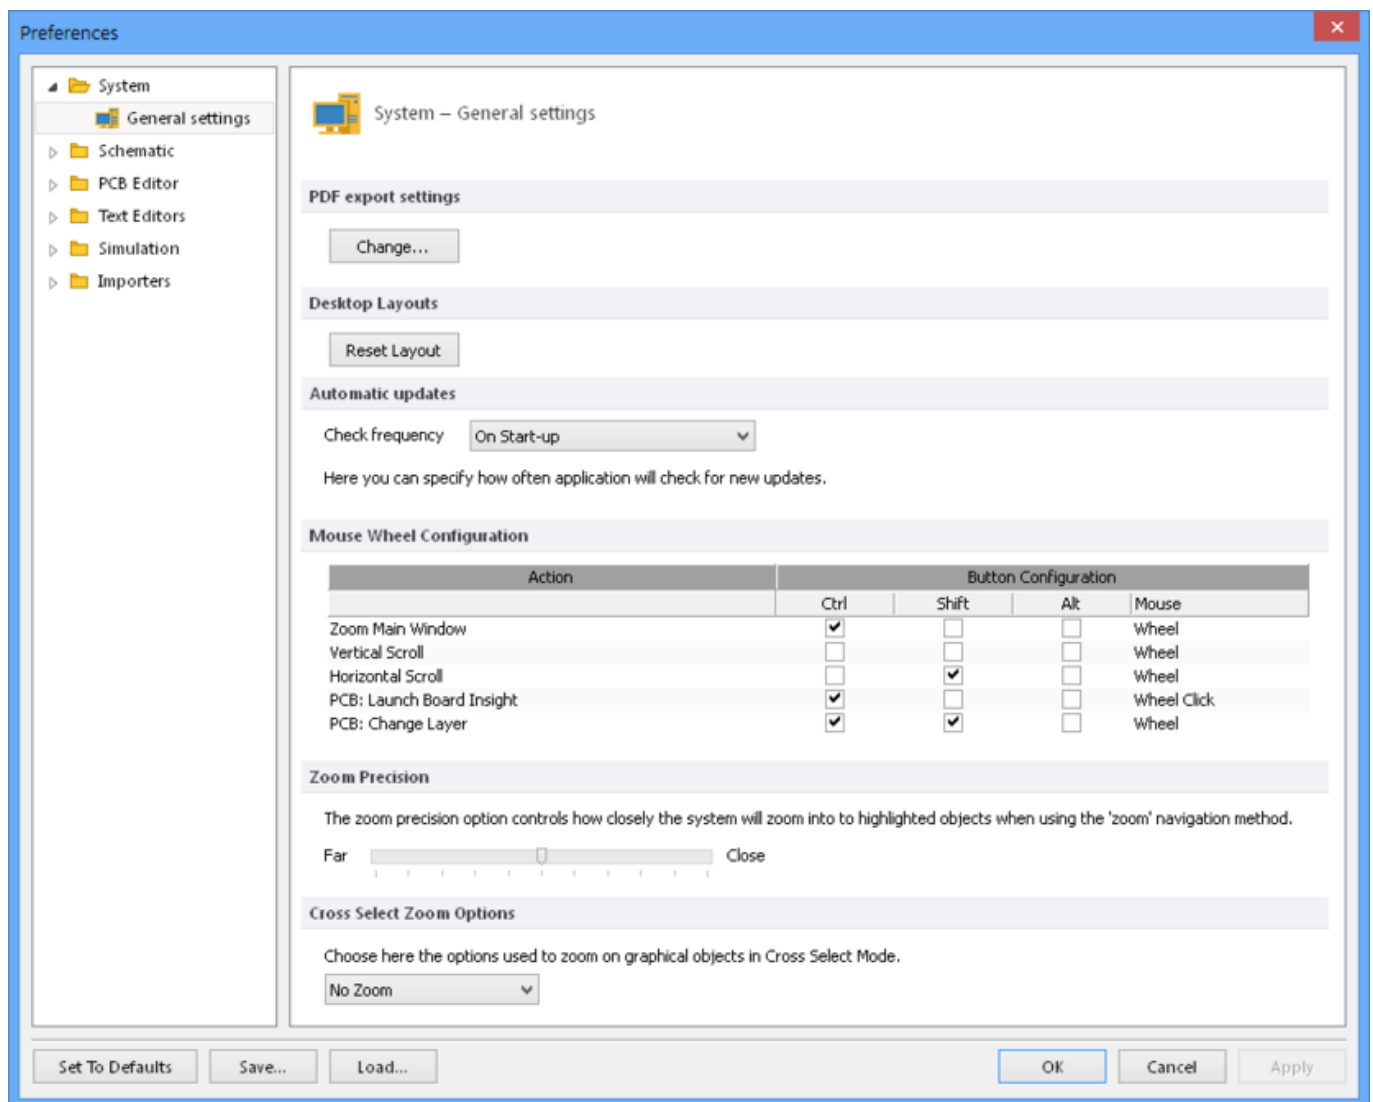 Preferences
System
General settings
Schematic
PCB Editor
Text Editors
Simulation
Importers
System – General settings
PDF export settings
Change...
Desktop Layouts
Reset Layout
Automatic updates
Check frequency On Start-up
Here you can specify how often application will check for new updates.
Mouse Wheel Configuration
Action Button Configuration
Ctrl Shift Alt Mouse
Zoom Main Window Wheel
Vertical Scroll Wheel
Horizontal Scroll Wheel
PCB: Launch Board Insight Wheel Click
PCB: Change Layer Wheel
Zoom Precision
The zoom precision option controls how closely the system will zoom into to highlighted objects when using the 'zoom' navigation method.
Far Close
Cross Select Zoom Options
Choose here the options used to zoom on graphical objects in Cross Select Mode.
No Zoom
Set To Defaults Save... Load... OK Cancel Apply